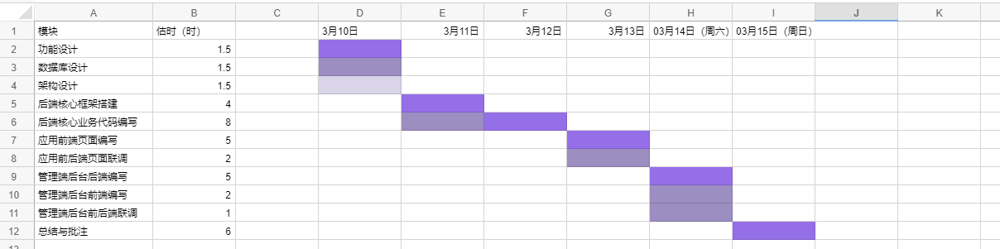 A B C D E F G H I J K
1 模块 估时（时） 3月10日 3月11日 3月12日 3月13日 03月14日（周六） 03月15日（周日）
2 功能设计 1.5
3 数据库设计 1.5
4 架构设计 1.5
5 后端核心框架搭建 4
6 后端核心业务代码编写 8
7 应用前端页面编写 5
8 应用前后端页面联调 2
9 管理端后台后端编写 5
10 管理端后台前端编写 2
11 管理端后台前后端联调 1
12 总结与批注 6